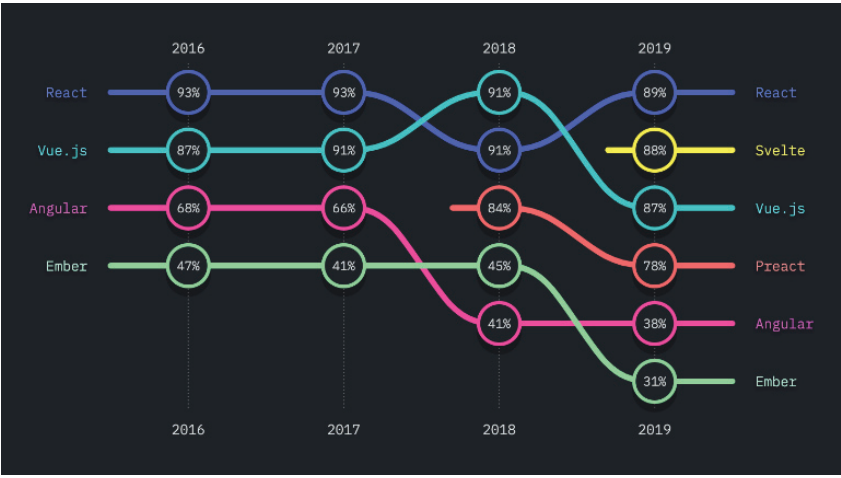 2016 2017 2018 2019
React 93% 93% 91% 89% React
Vue.js 87% 91% 91% 88% Svelte
Angular 68% 66% 84% 87% Vue.js
Ember 47% 41% 45% 78% Preact
41% 38% Angular
31% Ember
2016 2017 2018 2019